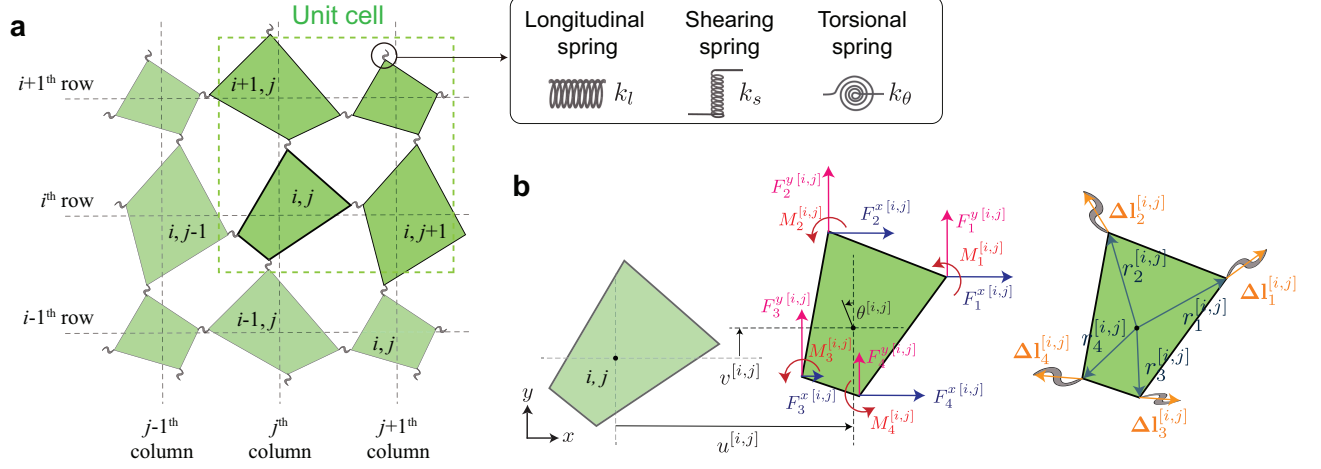 a
Unit cell
i+1th row
ith row
i-1th row
i+1, j
i, j
i, j-1
i, j+1
i-1, j
i, j
j-1th
column
jth
column
j+1th
column
Longitudinal
spring
k_l
Shearing
spring
k_s
Torsional
spring
k_θ
b
i, j
y
x
u^[i,j]
v^[i,j]
θ^[i,j]
F_2^y[i,j]
M_2^[i,j]
F_2^x[i,j]
F_1^y[i,j]
M_1^[i,j]
F_1^x[i,j]
F_3^y[i,j]
M_3^[i,j]
F_3^x[i,j]
F_4^x[i,j]
M_4^[i,j]
Δl_2^[i,j]
r_2^[i,j]
Δl_1^[i,j]
r_1^[i,j]
Δl_4^[i,j]
r_4^[i,j]
r_3^[i,j]
Δl_3^[i,j]